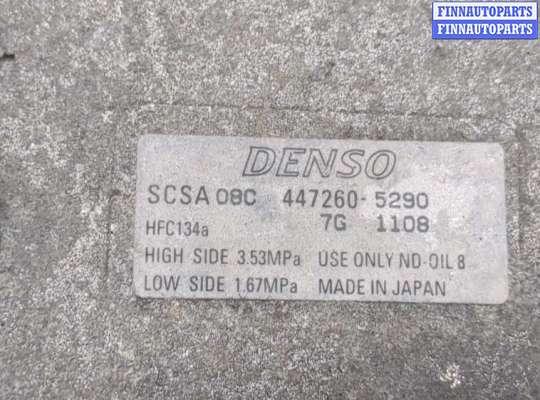 FINNAUTOPARTS
FINNAUTOPARTS
DENSO
SCSA 08C 447260-5290
7G 1108
HFC134a
HIGH SIDE 3.53MPa USE ONLY ND-OIL 8
LOW SIDE 1.67MPa MADE IN JAPAN